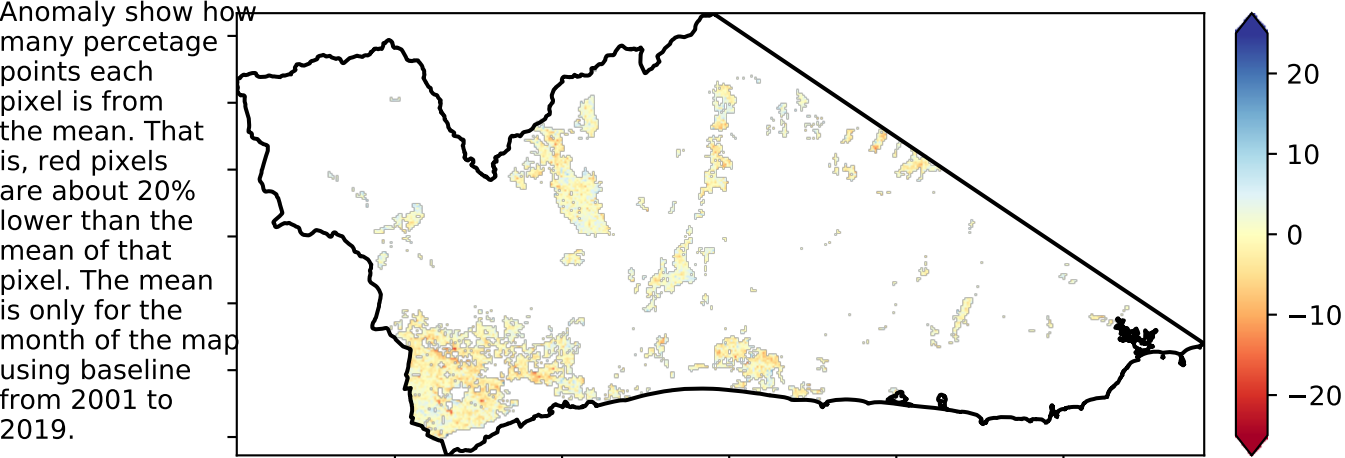 Anomaly show how
many percetage
points each
pixel is from
the mean. That
is, red pixels
are about 20%
lower than the
mean of that
pixel. The mean
is only for the
month of the map
using baseline
from 2001 to
2019.
20
10
0
−10
−20